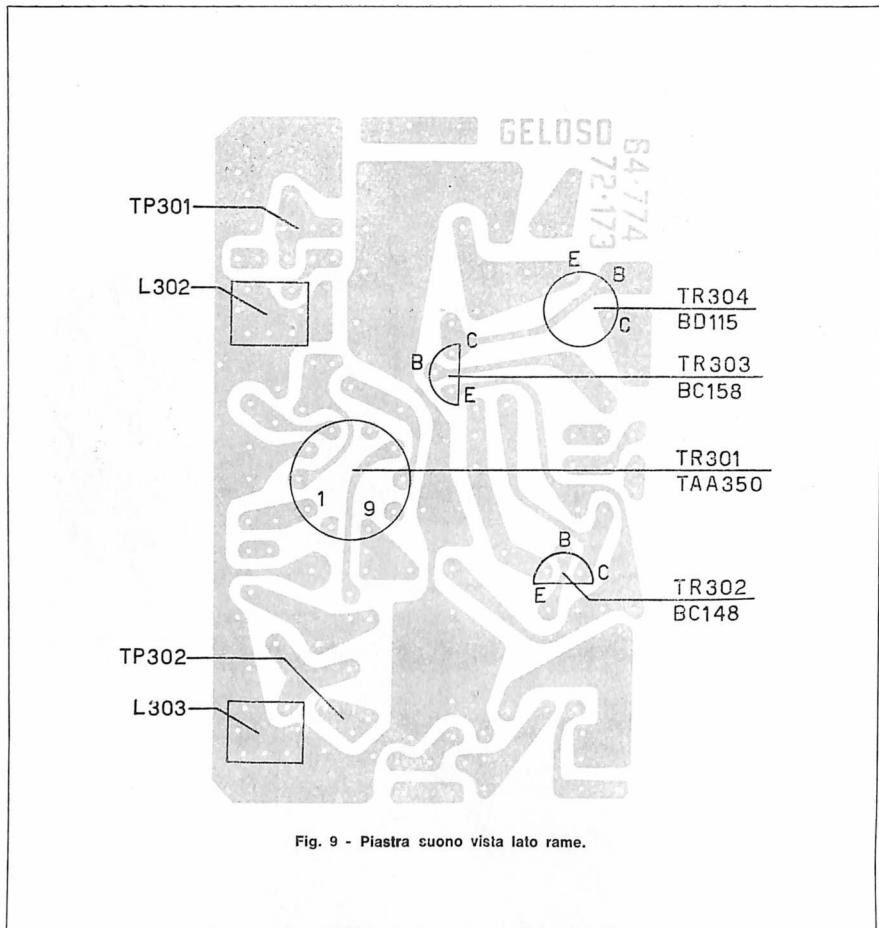 GELOSO
84·774
72·173
TP301
L302
E
B
C
TR304
BD115
C
B
E
TR303
BC158
TR301
TAA350
1
9
B
C
E
TR302
BC148
TP302
L303
Fig. 9 - Piastra suono vista lato rame.